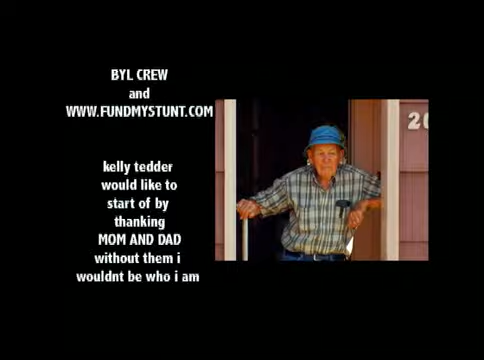 BYL CREW
and
WWW.FUNDMYSTUNT.COM
kelly tedder
would like to
start of by
thanking
MOM AND DAD
without them i
wouldnt be who i am